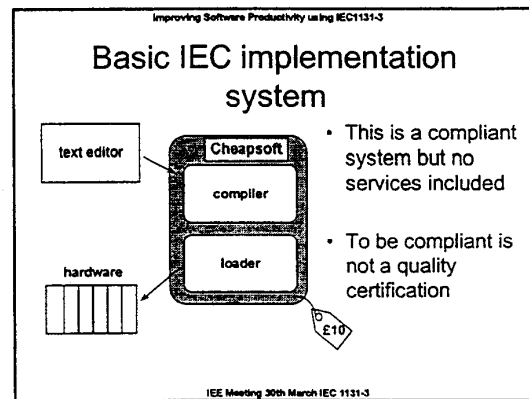 Improving Software Productivity using IEC1131-3
Basic IEC implementation
system
text editor
Cheapsoft
compiler
loader
hardware
£10
• This is a compliant
system but no
services included
• To be compliant is
not a quality
certification
IEE Meeting 30th March IEC 1131-3